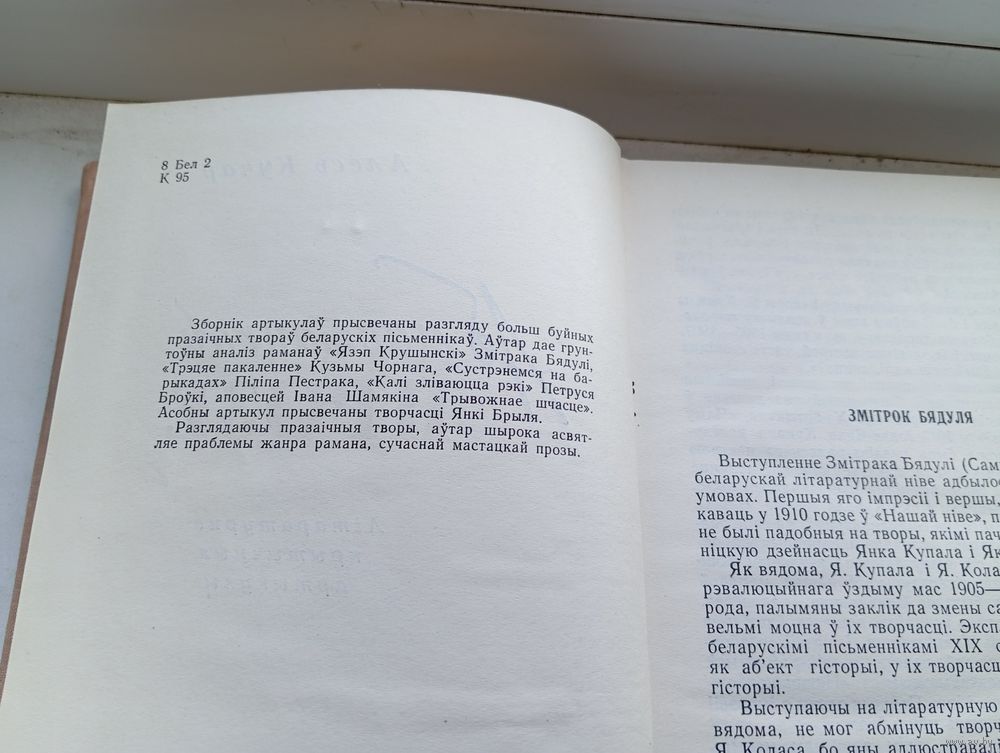 8 Бел 2
К 95
Зборнік артыкулаў прысвечаны разгляду больш буйных
празаічных твораў беларускіх пісьменнікаў. Аўтар дае грун-
тоўны аналіз раманаў «Язэп Крушынскі» Змітрака Бядулі,
«Трэцяе пакаленне» Кузьмы Чорнага, «Сустрэнемся на ба-
рыкадах» Піліпа Пестрака, «Калі зліваюцца рэкі» Петруся
Броўкі, аповесцей Івана Шамякіна «Трывожнае шчасце».
Асобны артыкул прысвечаны творчасці Янкі Брыля.
Разглядаючы празаічныя творы, аўтар шырока асвят-
ляе праблемы жанра рамана, сучаснай мастацкай прозы.
ЗМІТРОК БЯДУЛЯ
Выступленне Змітрака Бядулі (Сам
беларускай літаратурнай ніве адбылос
умовах. Першыя яго імпрэсіі і вершы,
каваць у 1910 годзе ў «Нашай ніве», п
не былі падобныя на творы, якімі пач
ніцкую дзейнасць Янка Купала і Як
Як вядома, Я. Купала і Я. Кола
рэвалюцыйнага ўздыму мас 1905—
рода, палымяны заклік да змены са
вельмі моцна ў іх творчасці. Эксп
беларускімі пісьменнікамі XIX с
як аб'ект гісторыі, у іх творчасц
гісторыі.
Выступаючы на літаратурную
вядома, не мог абмінуць творч
Я. Коласа, бо яны адлюстравалі